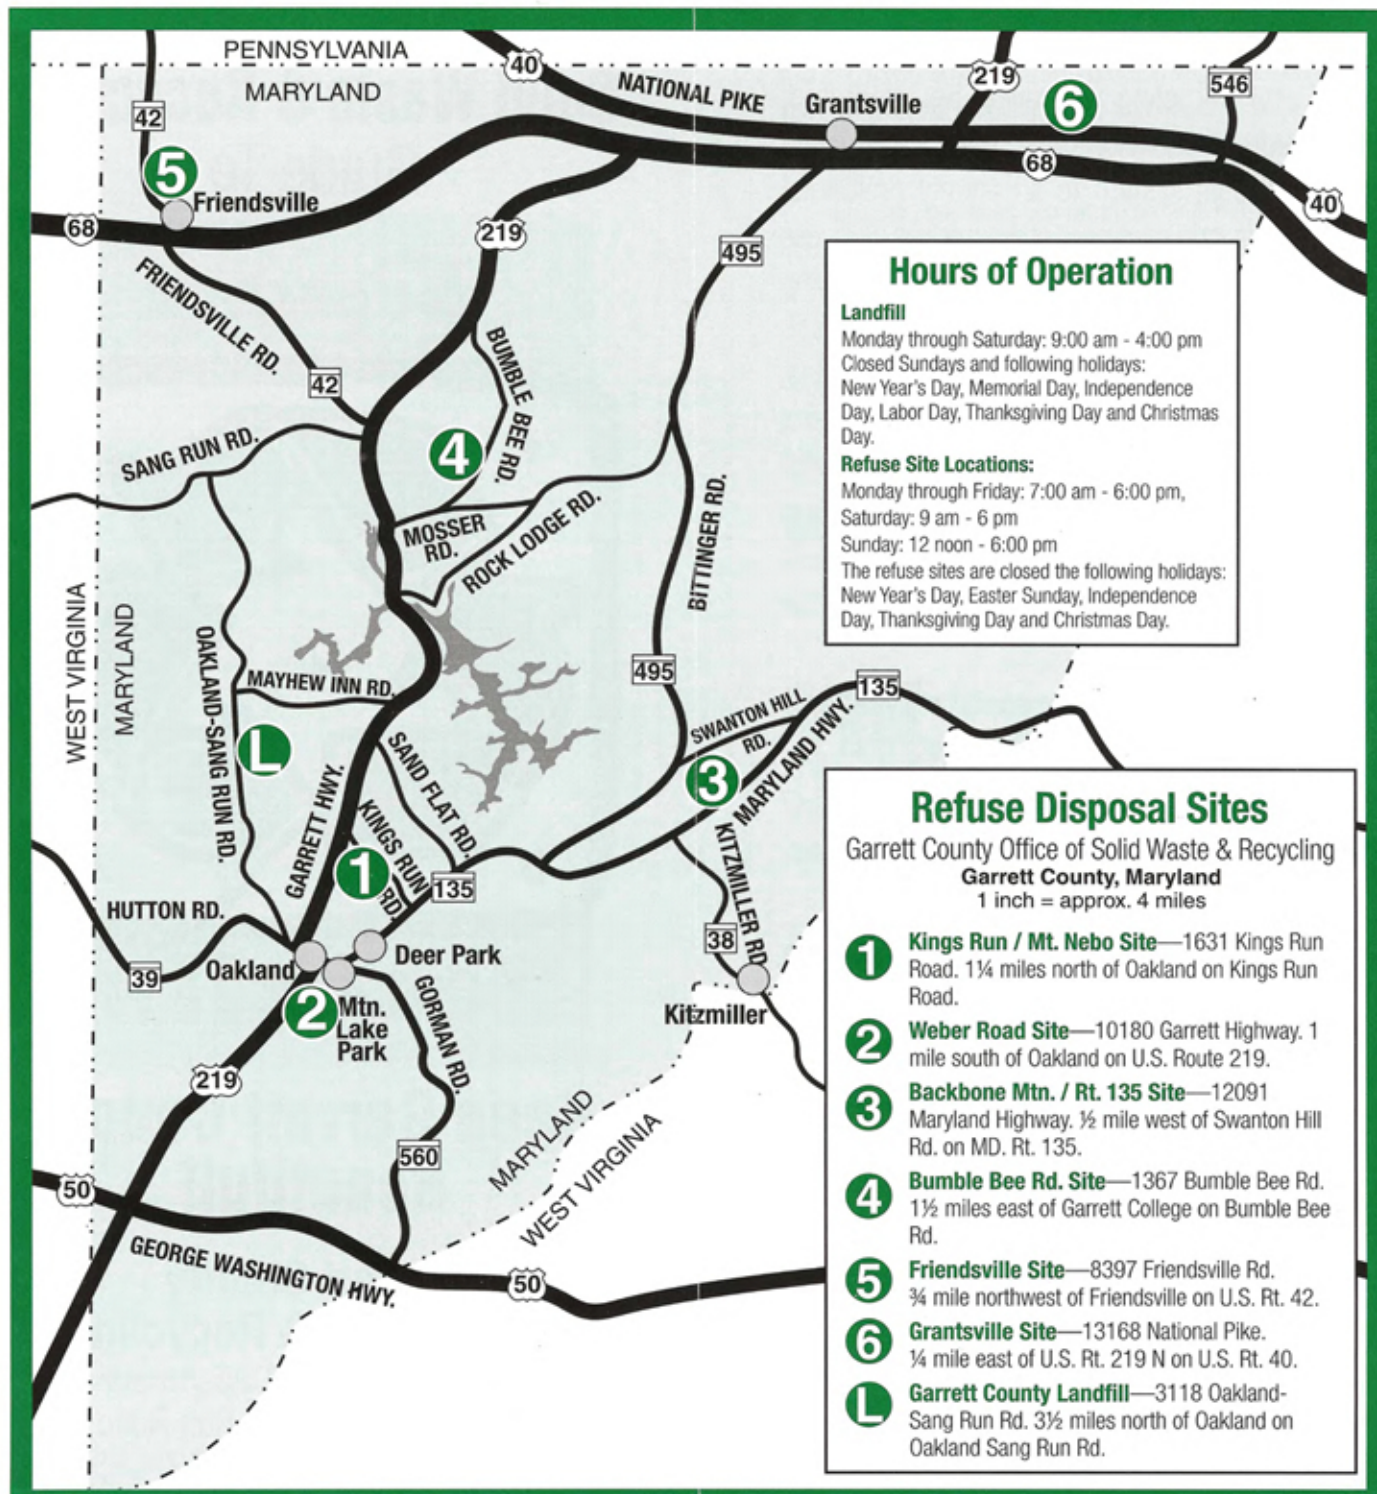 PENNSYLVANIA
MARYLAND
40
NATIONAL PIKE
219
546
42
Grantsville
6
5
Friendsville
68
68
40
219
495
FRIENDSVILLE RD.
42
BUMBLE BEE RD.
SANG RUN RD.
4
MOSSER
RD.
ROCK LODGE RD.
BITTINGER RD.
WEST VIRGINIA
MARYLAND
OAKLAND-SANG RUN RD.
MAYHEW INN RD.
495
SWANTON HILL
RD.
135
MARYLAND HWY.
L
GARRETT HWY.
SAND FLAT RD.
3
KINGS RUN
RD.
1
135
KITZMILLER RD.
38
HUTTON RD.
39
Oakland
Deer Park
2
Mtn.
Lake
Park
GORMAN RD.
Kitzmiller
219
560
MARYLAND
WEST VIRGINIA
50
GEORGE WASHINGTON HWY.
50
Hours of Operation
Landfill
Monday through Saturday: 9:00 am - 4:00 pm
Closed Sundays and following holidays:
New Year's Day, Memorial Day, Independence
Day, Labor Day, Thanksgiving Day and Christmas
Day.
Refuse Site Locations:
Monday through Friday: 7:00 am - 6:00 pm,
Saturday: 9 am - 6 pm
Sunday: 12 noon - 6:00 pm
The refuse sites are closed the following holidays:
New Year's Day, Easter Sunday, Independence
Day, Thanksgiving Day and Christmas Day.
Refuse Disposal Sites
Garrett County Office of Solid Waste & Recycling
Garrett County, Maryland
1 inch = approx. 4 miles
1 Kings Run / Mt. Nebo Site—1631 Kings Run
Road. 1¼ miles north of Oakland on Kings Run
Road.
2 Weber Road Site—10180 Garrett Highway. 1
mile south of Oakland on U.S. Route 219.
3 Backbone Mtn. / Rt. 135 Site—12091
Maryland Highway. ½ mile west of Swanton Hill
Rd. on MD. Rt. 135.
4 Bumble Bee Rd. Site—1367 Bumble Bee Rd.
1½ miles east of Garrett College on Bumble Bee
Rd.
5 Friendsville Site—8397 Friendsville Rd.
¾ mile northwest of Friendsville on U.S. Rt. 42.
6 Grantsville Site—13168 National Pike.
¼ mile east of U.S. Rt. 219 N on U.S. Rt. 40.
L Garrett County Landfill—3118 Oakland-
Sang Run Rd. 3½ miles north of Oakland on
Oakland Sang Run Rd.